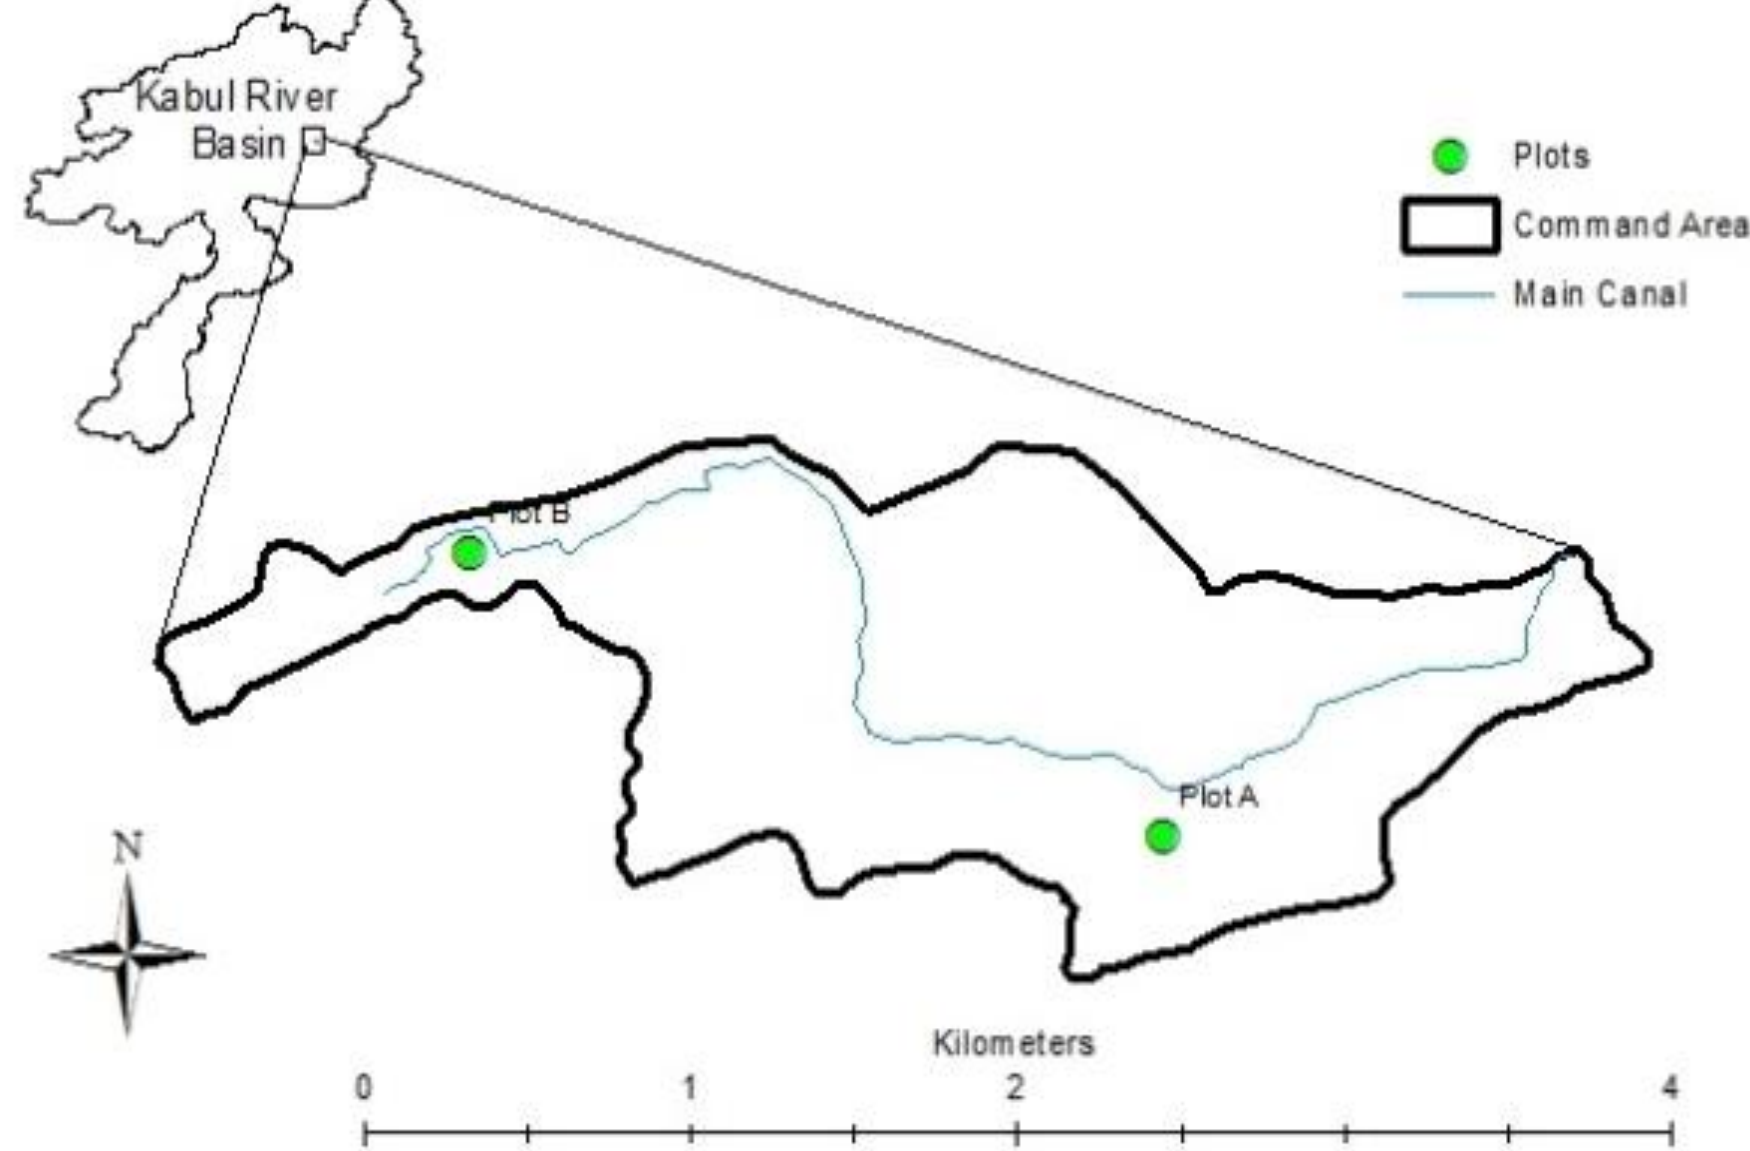 Kabul River
Basin
Plots
Command Area
Main Canal
Plot B
Plot A
N
Kilometers
0 1 2 4